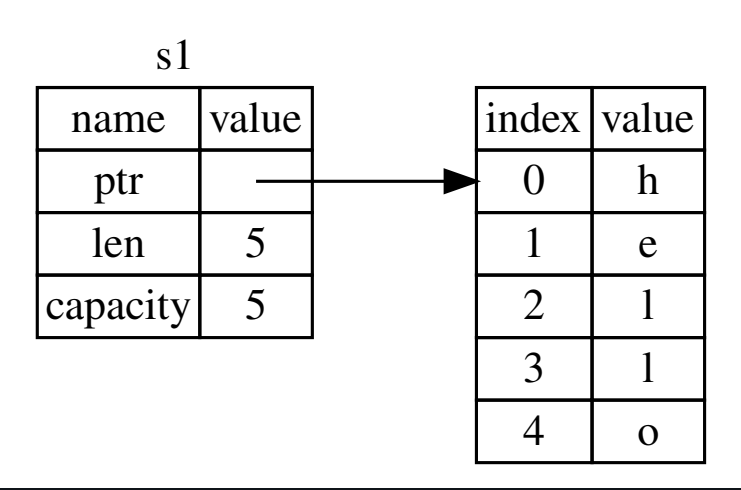 s1
name value
ptr
len 5
capacity 5
index value
0 h
1 e
2 l
3 l
4 o